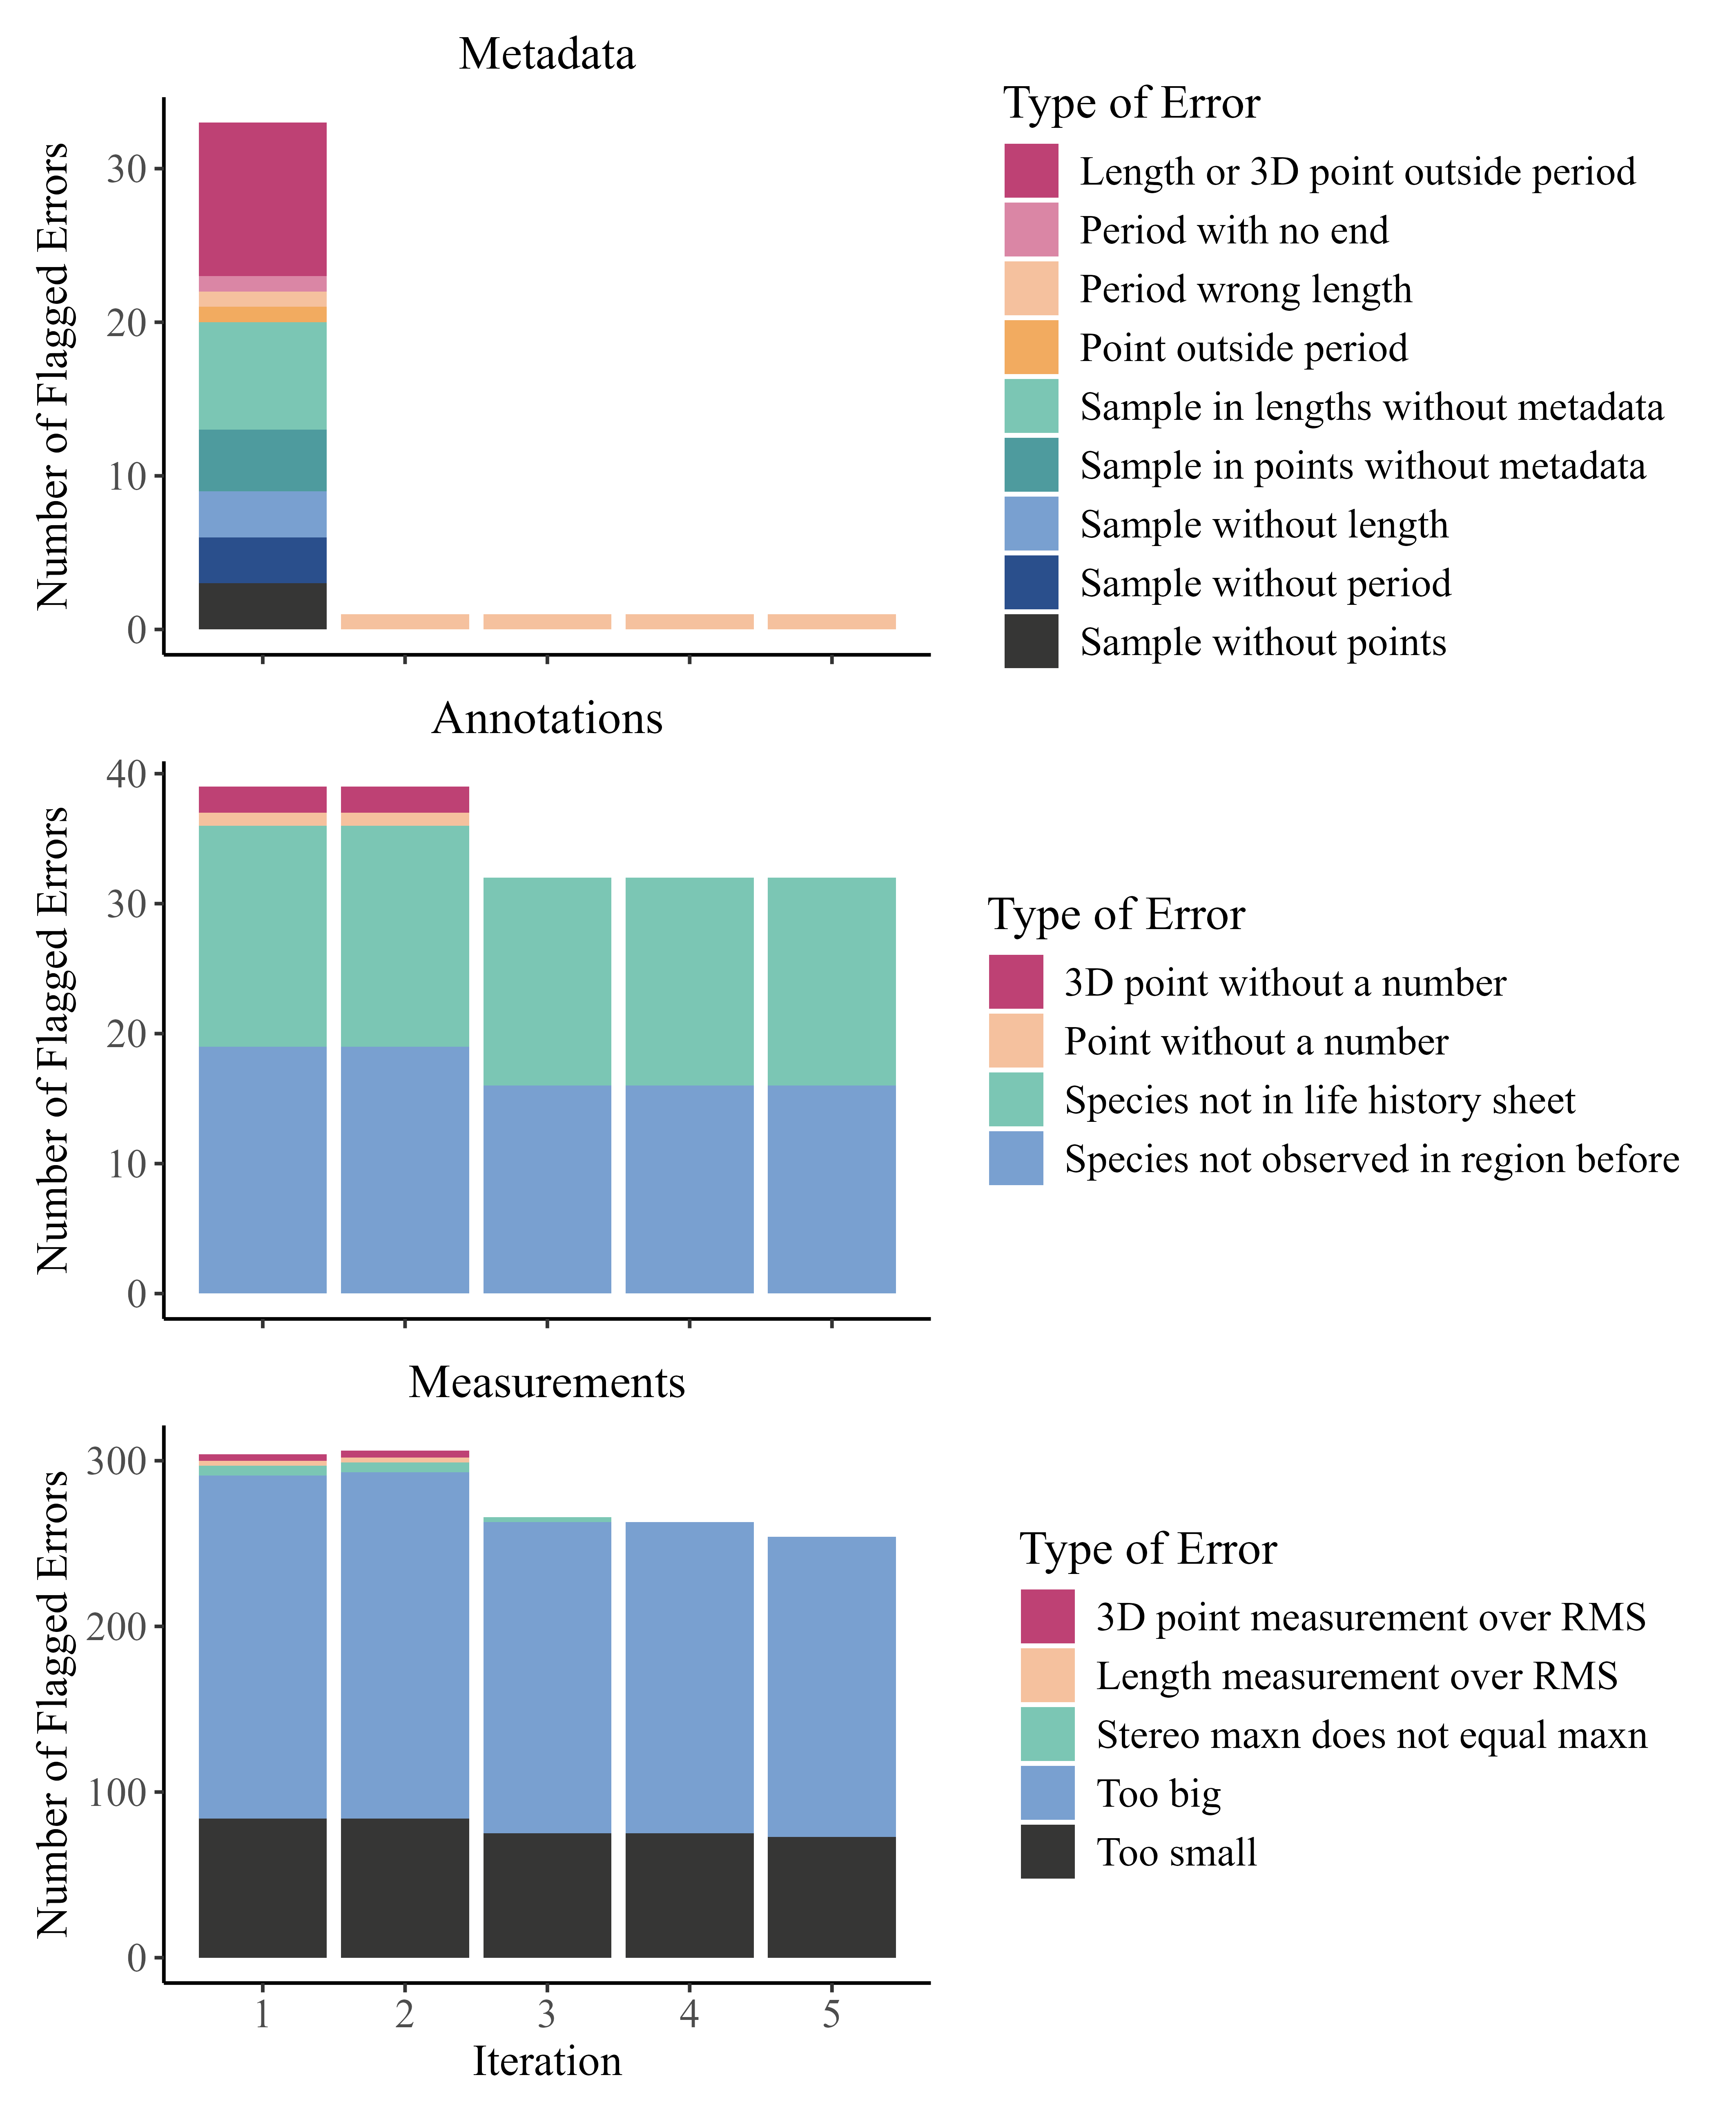 Metadata
Number of Flagged Errors
30
20
10
0
Type of Error
Length or 3D point outside period
Period with no end
Period wrong length
Point outside period
Sample in lengths without metadata
Sample in points without metadata
Sample without length
Sample without period
Sample without points
Annotations
Number of Flagged Errors
40
30
20
10
0
Type of Error
3D point without a number
Point without a number
Species not in life history sheet
Species not observed in region before
Measurements
Number of Flagged Errors
300
200
100
0
1 2 3 4 5
Iteration
Type of Error
3D point measurement over RMS
Length measurement over RMS
Stereo maxn does not equal maxn
Too big
Too small